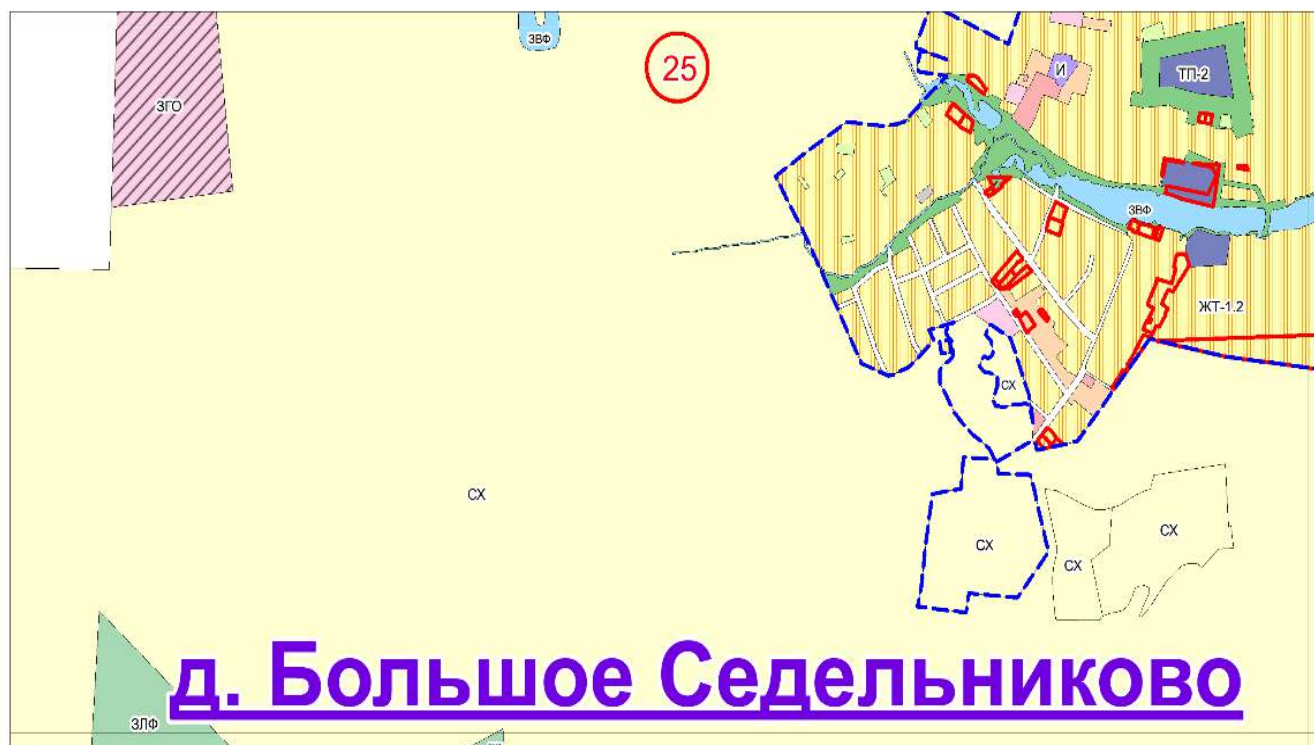 ЗВФ
25
И
ТП-2
ЗГО
ЗВФ
ЖТ-1.2
СХ
СХ
СХ
СХ
СХ
д. Большое Седельниково
ЗЛФ